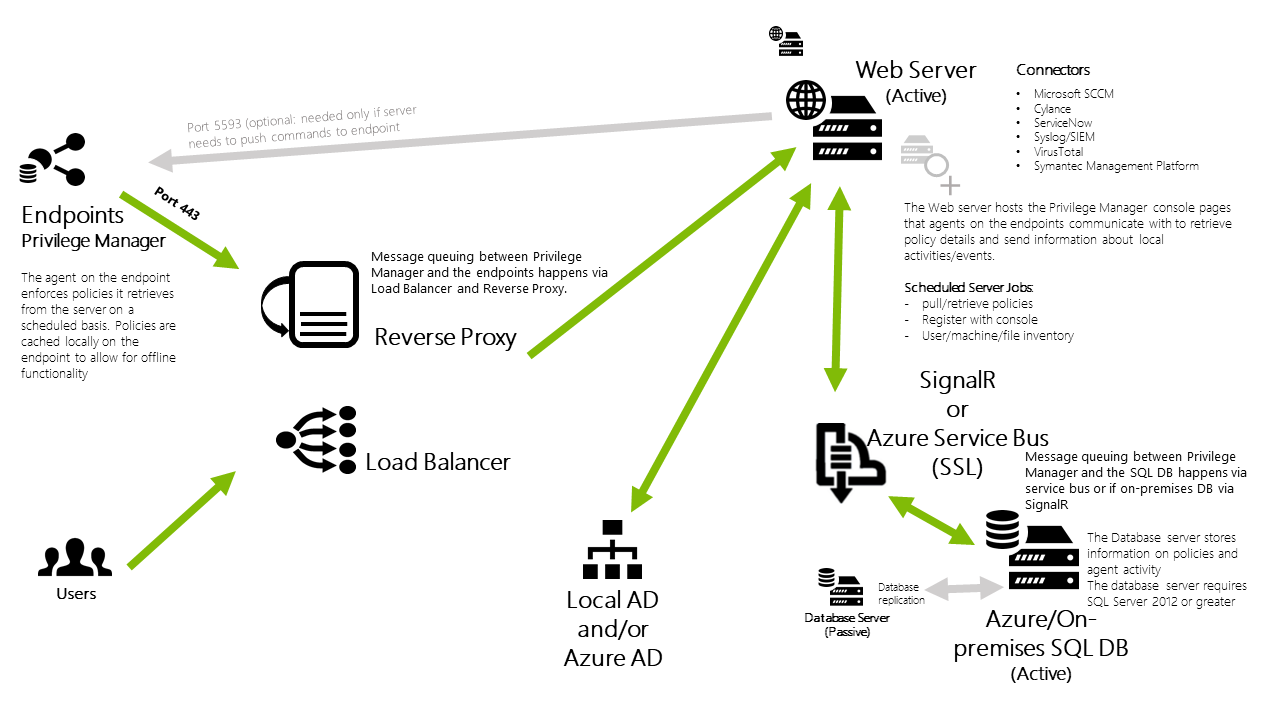 Web Server
(Active)
Connectors
• Microsoft SCCM
• Cylance
• ServiceNow
• Syslog/SIEM
• VirusTotal
• Symantec Management Platform
Port 5593 (optional: needed only if server
needs to push commands to endpoint
Port 443
Endpoints
Privilege Manager
The agent on the endpoint
enforces policies it retrieves
from the server on a
scheduled basis. Policies are
cached locally on the
endpoint to allow for offline
functionality
Message queuing between Privilege
Manager and the endpoints happens via
Load Balancer and Reverse Proxy.
Reverse Proxy
The Web server hosts the Privilege Manager console pages
that agents on the endpoints communicate with to retrieve
policy details and send information about local
activities/events.
Scheduled Server Jobs:
- pull/retrieve policies
- Register with console
- User/machine/file inventory
Load Balancer
SignalR
or
Azure Service Bus
(SSL)
Message queuing between Privilege
Manager and the SQL DB happens via
service bus or if on-premises DB via
SignalR
Users
Local AD
and/or
Azure AD
The Database server stores
information on policies and
agent activity
The database server requires
SQL Server 2012 or greater
Database
replication
Database Server
(Passive)
Azure/On-
premises SQL DB
(Active)